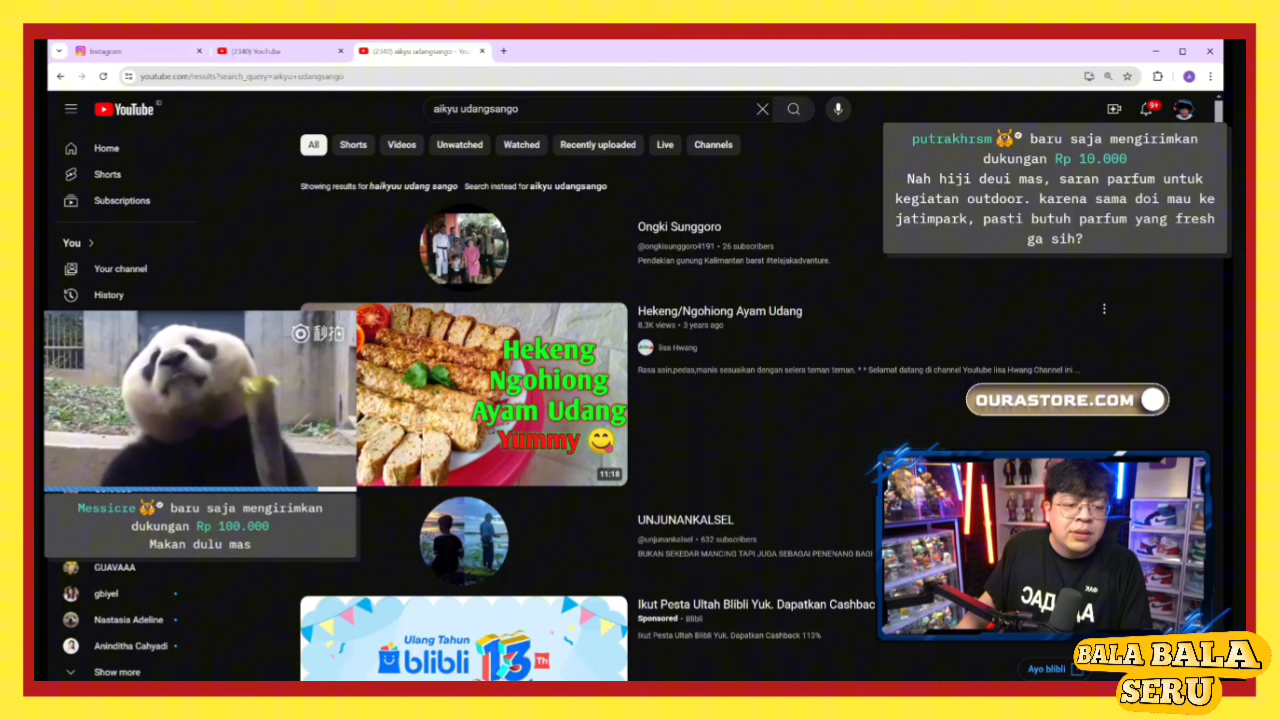 Instagram
(2340) YouTube
(2340) aikyu udangsango - You
youtube.com/results?search_query=aikyu+udangsango
YouTube ID
aikyu udangsango
9+
Home
Shorts
Subscriptions
You
Your channel
History
All
Shorts
Videos
Unwatched
Watched
Recently uploaded
Live
Channels
Showing results for haikyuu udang sango Search instead for aikyu udangsango
Ongki Sunggoro
@ongkisunggoro4191 • 26 subscribers
Pendakian gunung Kalimantan barat #telajakadvanture.
putrakhrsm baru saja mengirimkan
dukungan Rp 10.000
Nah hiji deui mas, saran parfum untuk
kegiatan outdoor. karena sama doi mau ke
jatimpark, pasti butuh parfum yang fresh
ga sih?
Hekeng
Ngohiong
Ayam Udang
Yummy
11:18
Hekeng/Ngohiong Ayam Udang
8.3K views • 3 years ago
lisa Hwang
Rasa asin,pedas,manis sesuaikan dengan selera teman teman. * * Selamat datang di channel Youtube lisa Hwang Channel ini ...
OURASTORE.COM
秒拍
Messicre baru saja mengirimkan
dukungan Rp 100.000
Makan dulu mas
GUAVAAA
gbiyel
Nastasia Adeline
Aninditha Cahyadi
Show more
UNJUNANKALSEL
@unjunankalsel • 632 subscribers
BUKAN SEKEDAR MANCING TAPI JUGA SEBAGAI PENENANG BAGI
Ulang Tahun
blibli 13 Th
Ikut Pesta Ultah Blibli Yuk. Dapatkan Cashbac
Sponsored • Blibli
Ikut Pesta Ultah Blibli Yuk. Dapatkan Cashback 113%
Ayo blibli
BALA BALA
SERU